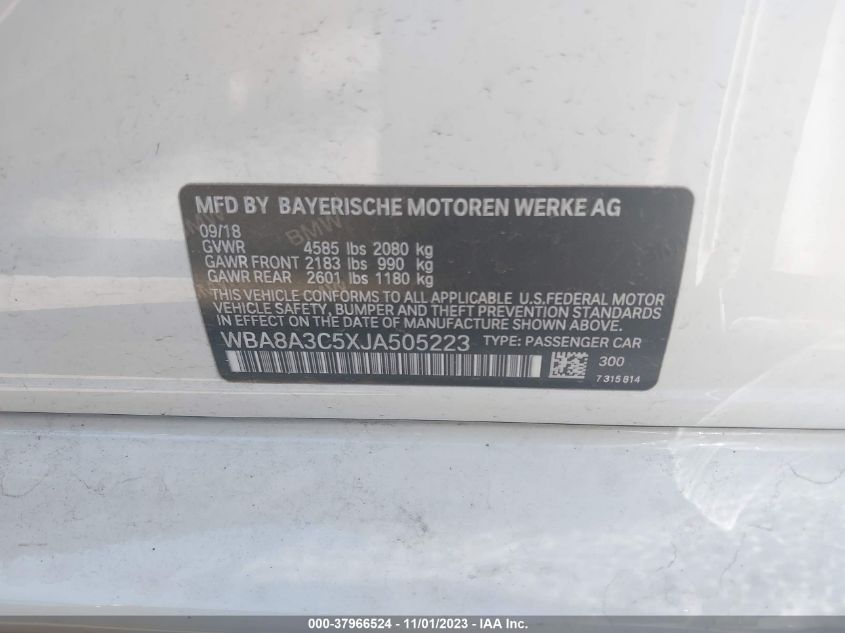 MFD BY BAYERISCHE MOTOREN WERKE AG
09/18
GVWR 4585 lbs 2080 kg
GAWR FRONT 2183 lbs 990 kg
GAWR REAR 2601 lbs 1180 kg
THIS VEHICLE CONFORMS TO ALL APPLICABLE U.S.FEDERAL MOTOR
VEHICLE SAFETY, BUMPER AND THEFT PREVENTION STANDARDS
IN EFFECT ON THE DATE OF MANUFACTURE SHOWN ABOVE.
WBA8A3C5XJA505223 TYPE: PASSENGER CAR
300
7 315 814
000-37966524 - 11/01/2023 - IAA Inc.